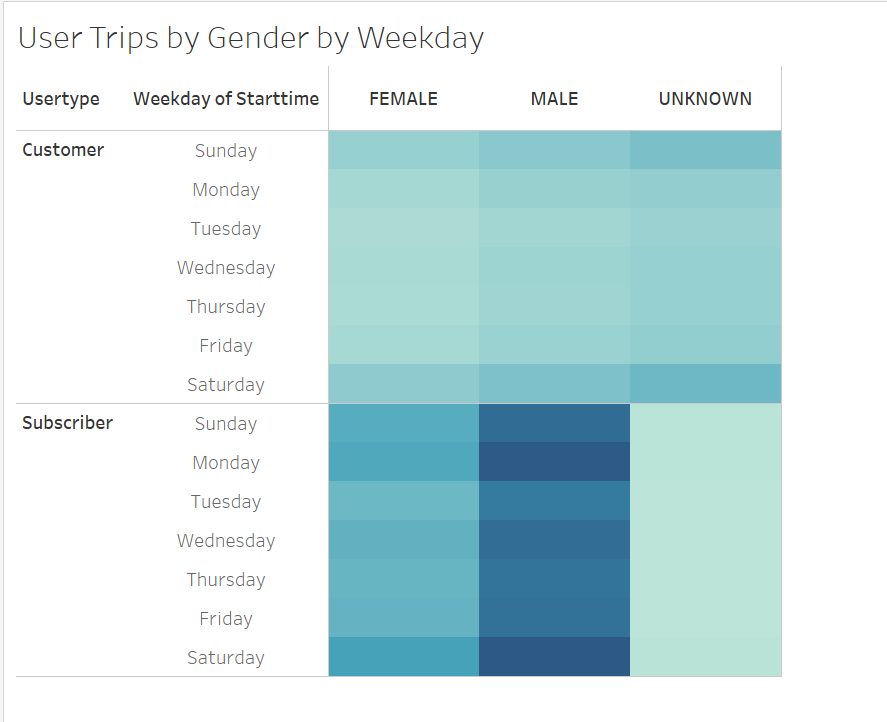 User Trips by Gender by Weekday
Usertype Weekday of Starttime FEMALE MALE UNKNOWN
Customer Sunday
Monday
Tuesday
Wednesday
Thursday
Friday
Saturday
Subscriber Sunday
Monday
Tuesday
Wednesday
Thursday
Friday
Saturday